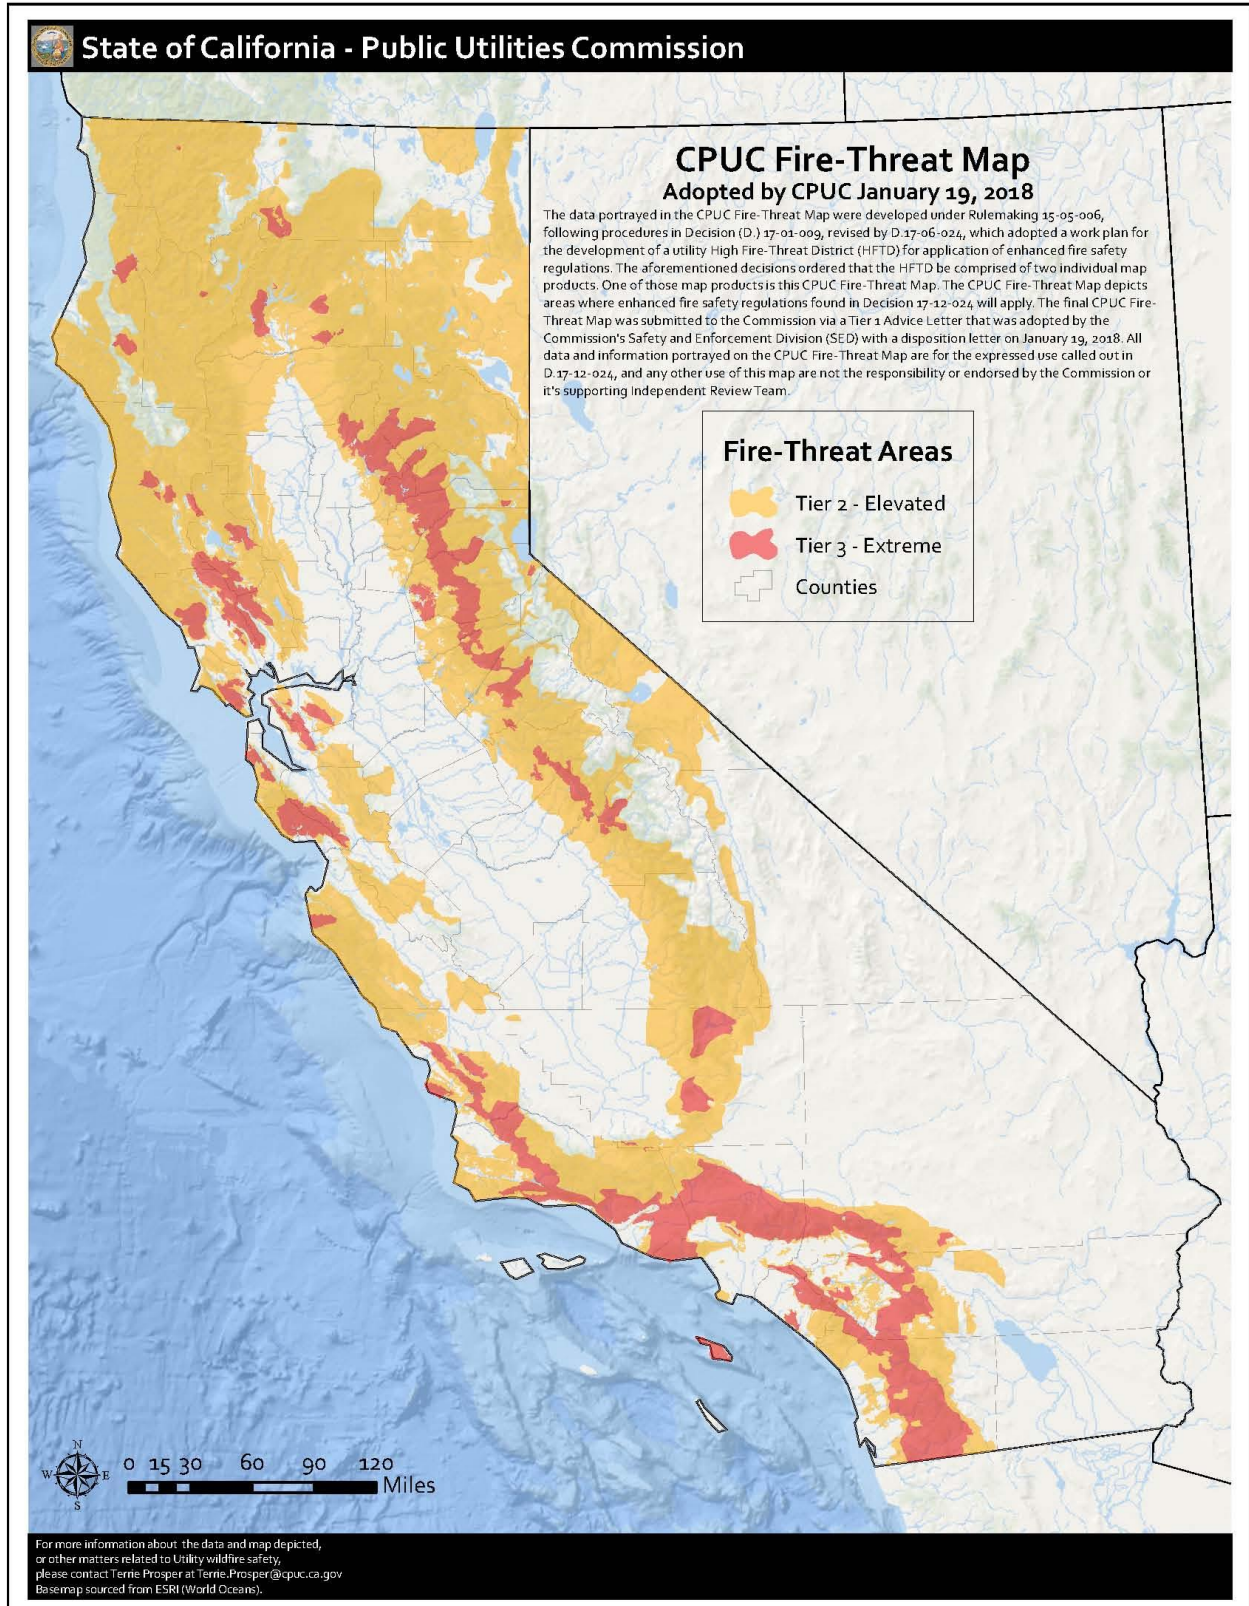 State of California - Public Utilities Commission
CPUC Fire-Threat Map
Adopted by CPUC January 19, 2018
The data portrayed in the CPUC Fire-Threat Map were developed under Rulemaking 15-05-006,
following procedures in Decision (D.) 17-01-009, revised by D.17-06-024, which adopted a work plan for
the development of a utility High Fire-Threat District (HFTD) for application of enhanced fire safety
regulations. The aforementioned decisions ordered that the HFTD be comprised of two individual map
products. One of those map products is this CPUC Fire-Threat Map. The CPUC Fire-Threat Map depicts
areas where enhanced fire safety regulations found in Decision 17-12-024 will apply. The final CPUC Fire-
Threat Map was submitted to the Commission via a Tier 1 Advice Letter that was adopted by the
Commission's Safety and Enforcement Division (SED) with a disposition letter on January 19, 2018. All
data and information portrayed on the CPUC Fire-Threat Map are for the expressed use called out in
D.17-12-024, and any other use of this map are not the responsibility or endorsed by the Commission or
it's supporting Independent Review Team.
Fire-Threat Areas
Tier 2 - Elevated
Tier 3 - Extreme
Counties
N
W E
S
0 15 30 60 90 120
Miles
For more information about the data and map depicted,
or other matters related to Utility wildfire safety,
please contact Terrie Prosper at Terrie.Prosper@cpuc.ca.gov
Basemap sourced from ESRI (World Oceans).